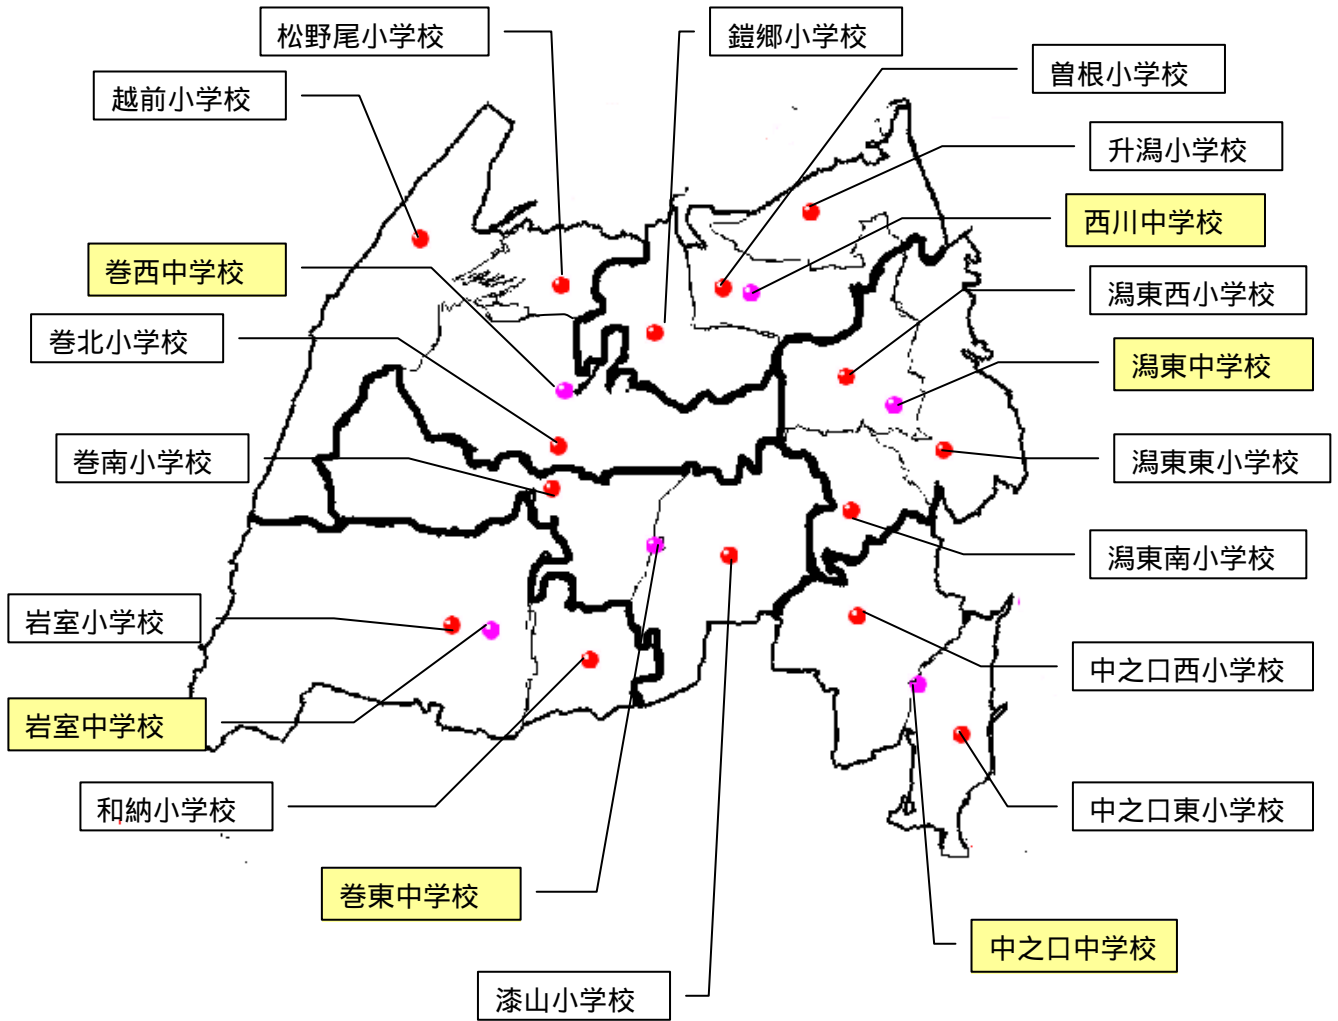 松野尾小学校
鎧郷小学校
曽根小学校
越前小学校
升潟小学校
西川中学校
巻西中学校
潟東西小学校
巻北小学校
潟東中学校
巻南小学校
潟東東小学校
潟東南小学校
岩室小学校
中之口西小学校
岩室中学校
和納小学校
中之口東小学校
巻東中学校
中之口中学校
漆山小学校